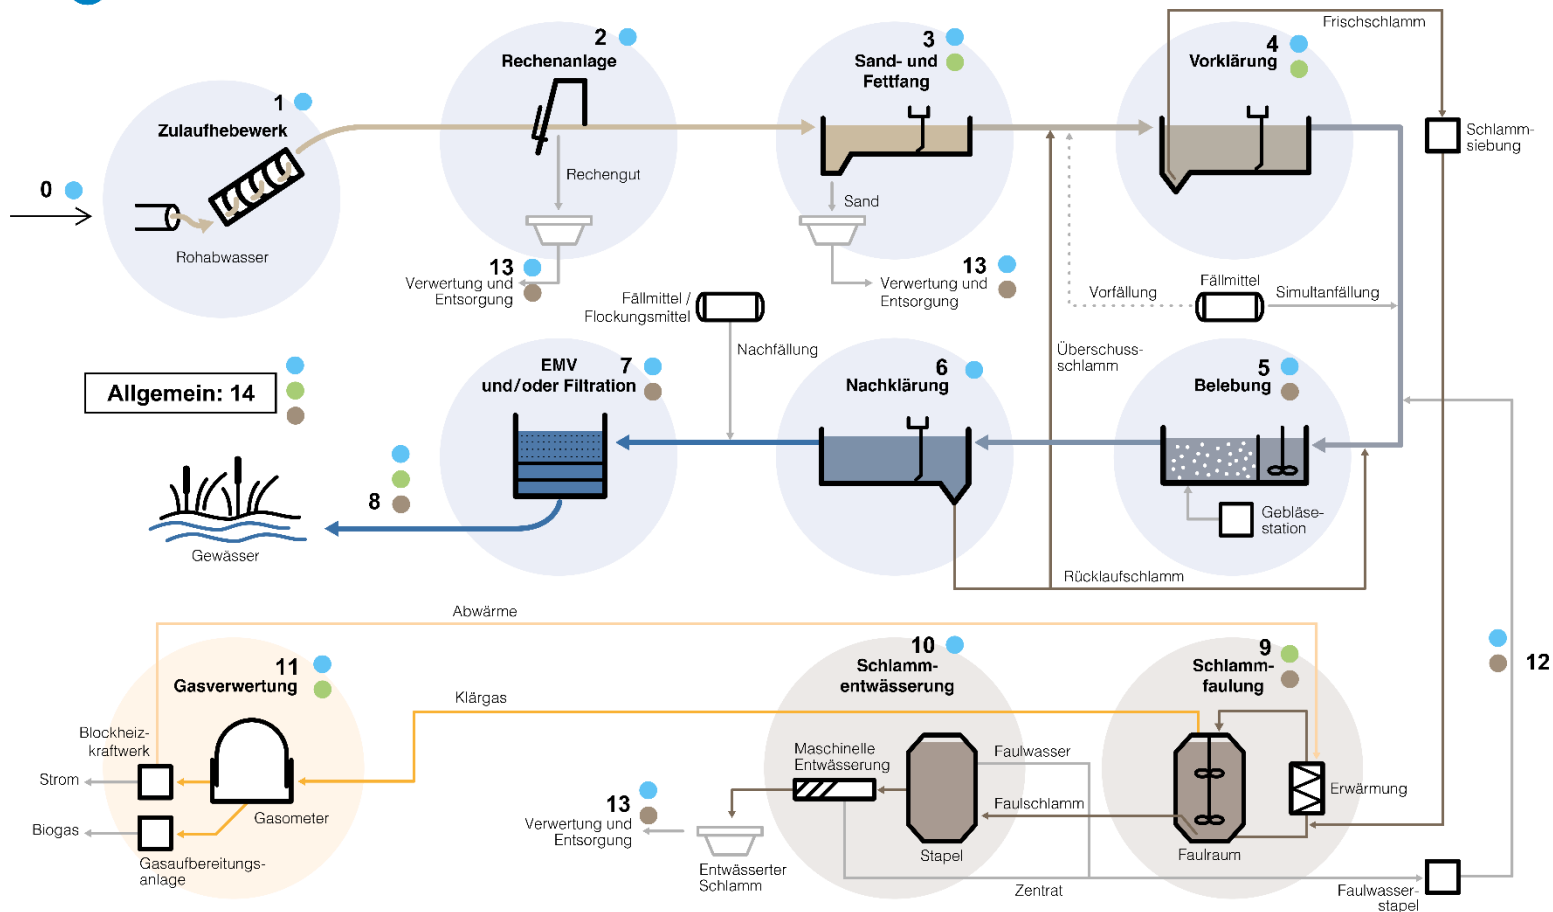 1
Zulaufhebewerk
0
Rohabwasser
2
Rechenanlage
Rechengut
13
Verwertung und
Entsorgung
3
Sand- und
Fettfang
Sand
13
Verwertung und
Entsorgung
4
Vorklärung
Frischschlamm
Schlamm-
siebung
Fällmittel /
Flockungsmittel
Nachfällung
Vorfällung
Fällmittel
Simultanfällung
Überschuss-
schlamm
Allgemein: 14
EMV
und/oder Filtration
7
6
Nachklärung
5
Belebung
Gebläse-
station
8
Gewässer
Rücklaufschlamm
Abwärme
11
Gasverwertung
Klärgas
Blockheiz-
kraftwerk
Strom
Biogas
Gasometer
Gasaufbereitungs-
anlage
10
Schlamm-
entwässerung
Maschinelle
Entwässerung
Faulwasser
Faulschlamm
Stapel
13
Verwertung und
Entsorgung
Entwässerter
Schlamm
Zentrat
9
Schlamm-
faulung
Erwärmung
Faulraum
12
Faulwasser-
stapel